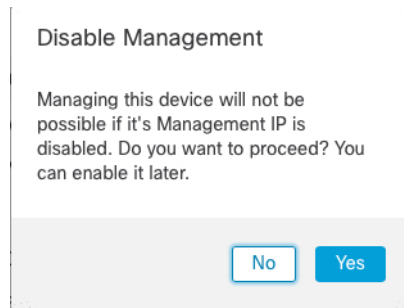 Disable Management
Managing this device will not be
possible if it's Management IP is
disabled. Do you want to proceed? You
can enable it later.
No
Yes